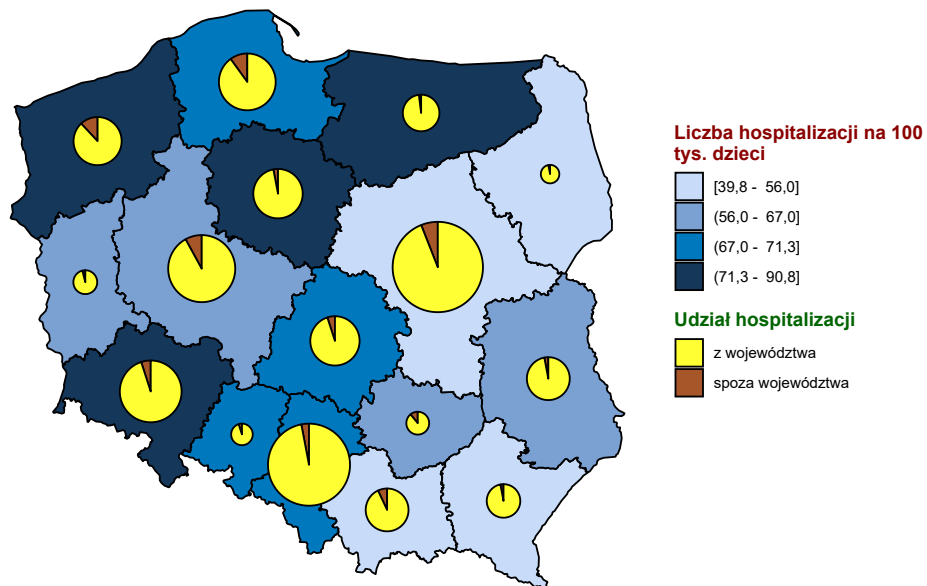 Liczba hospitalizacji na 100
tys. dzieci
[39,8 - 56,0]
(56,0 - 67,0]
(67,0 - 71,3]
(71,3 - 90,8]
Udział hospitalizacji
z województwa
spoza województwa